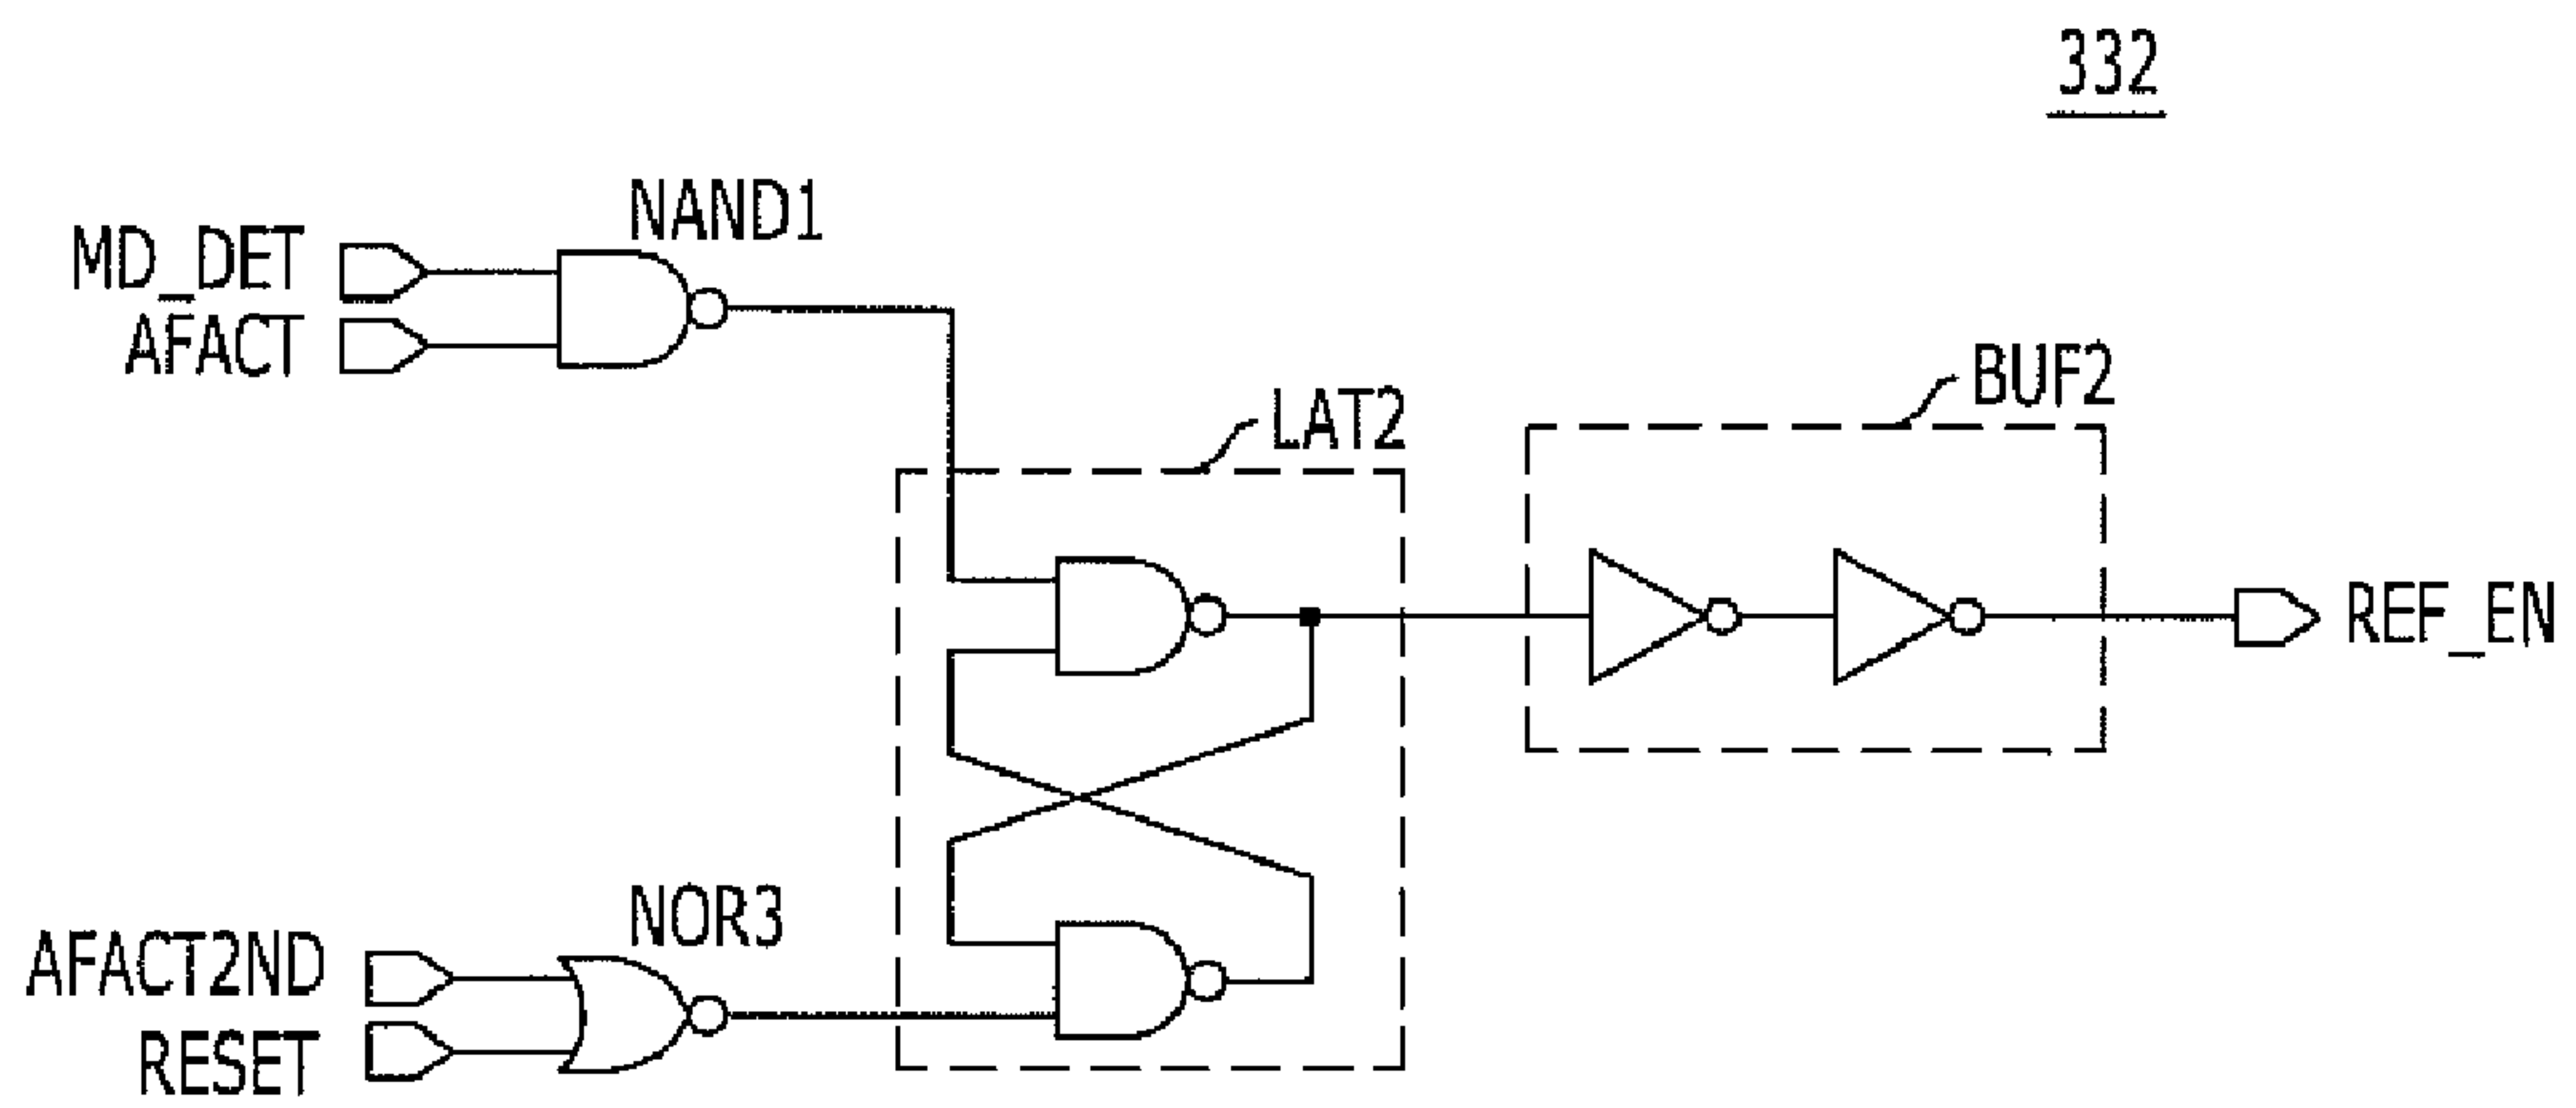 332
NAND1
MD_DET
AFACT
LAT2
BUF2
REF_EN
NOR3
AFACT2ND
RESET